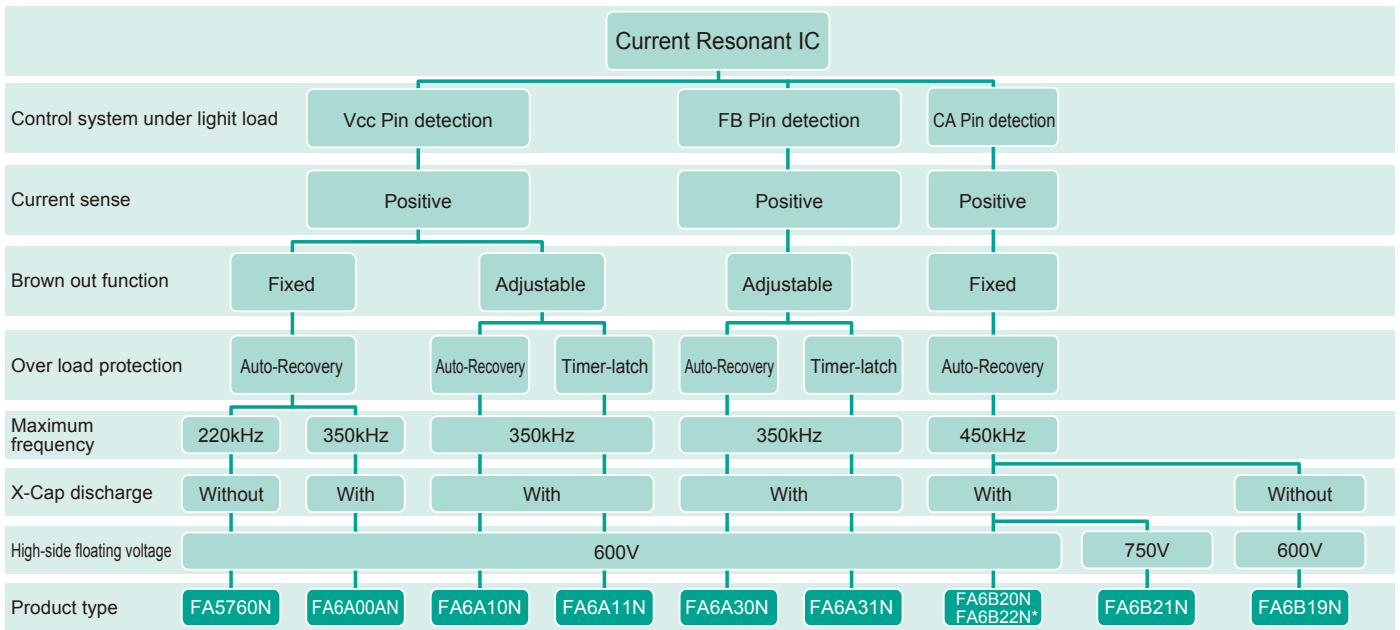 Current Resonant IC
Control system under lighit load
Vcc Pin detection
FB Pin detection
CA Pin detection
Current sense
Positive
Positive
Positive
Brown out function
Fixed
Adjustable
Adjustable
Fixed
Over load protection
Auto-Recovery
Auto-Recovery
Timer-latch
Auto-Recovery
Timer-latch
Auto-Recovery
Maximum
frequency
220kHz
350kHz
350kHz
350kHz
450kHz
X-Cap discharge
Without
With
With
With
With
Without
High-side floating voltage
600V
750V
600V
Product type
FA5760N
FA6A00AN
FA6A10N
FA6A11N
FA6A30N
FA6A31N
FA6B20N
FA6B22N*
FA6B21N
FA6B19N